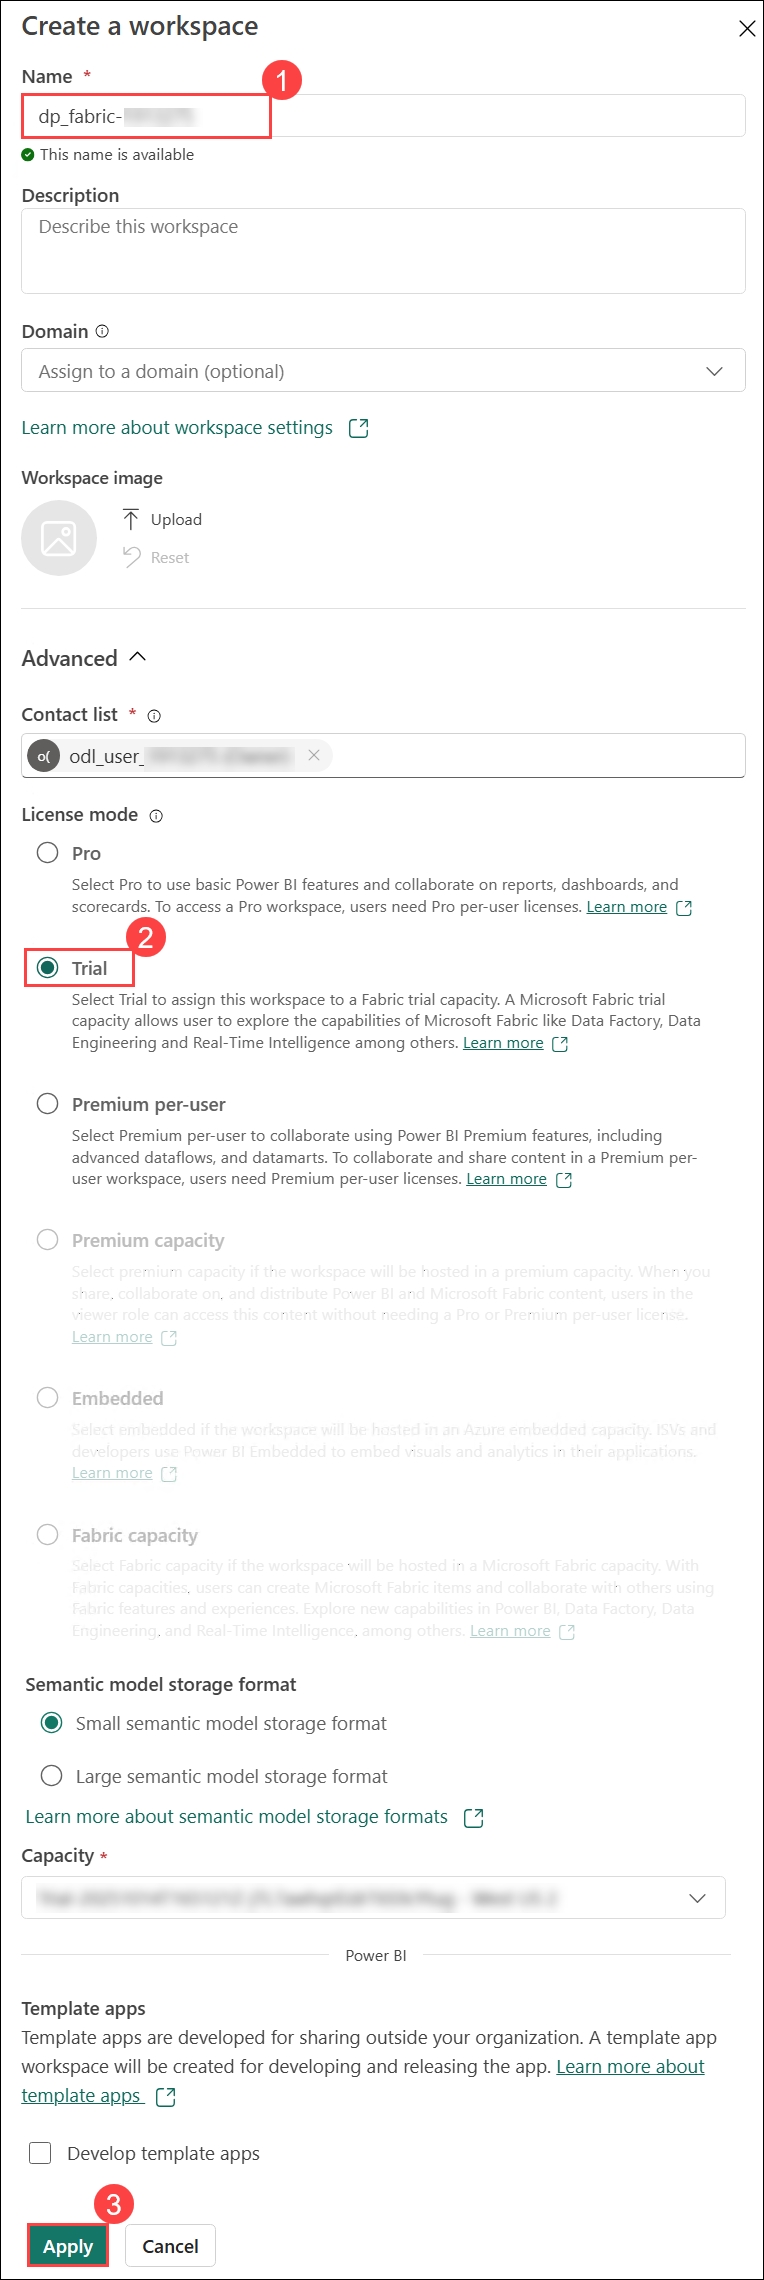 Create a workspace
Name *
1
dp_fabric-
This name is available
Description
Describe this workspace
Domain
Assign to a domain (optional)
Learn more about workspace settings
Workspace image
Upload
Reset
Advanced
Contact list *
o( odl_user_
License mode
Pro
Select Pro to use basic Power BI features and collaborate on reports, dashboards, and
scorecards. To access a Pro workspace, users need Pro per-user licenses. Learn more
2
Trial
Select Trial to assign this workspace to a Fabric trial capacity. A Microsoft Fabric trial
capacity allows user to explore the capabilities of Microsoft Fabric like Data Factory, Data
Engineering and Real-Time Intelligence among others. Learn more
Premium per-user
Select Premium per-user to collaborate using Power BI Premium features, including
advanced dataflows, and datamarts. To collaborate and share content in a Premium per-
user workspace, users need Premium per-user licenses. Learn more
Premium capacity
Select premium capacity if the workspace will be hosted in a premium capacity. When you
share, collaborate on, and distribute Power BI and Microsoft Fabric content, users in the
viewer role can access this content without needing a Pro or Premium per-user license.
Learn more
Embedded
Select embedded if the workspace will be hosted in an Azure embedded capacity. ISVs and
developers use Power BI Embedded to embed visuals and analytics in their applications.
Learn more
Fabric capacity
Select Fabric capacity if the workspace will be hosted in a Microsoft Fabric capacity. With
Fabric capacities, users can create Microsoft Fabric items and collaborate with others using
Fabric features and experiences. Explore new capabilities in Power BI, Data Factory, Data
Engineering, and Real-Time Intelligence, among others. Learn more
Semantic model storage format
Small semantic model storage format
Large semantic model storage format
Learn more about semantic model storage formats
Capacity *
Power BI
Template apps
Template apps are developed for sharing outside your organization. A template app
workspace will be created for developing and releasing the app. Learn more about
template apps
Develop template apps
3
Apply Cancel